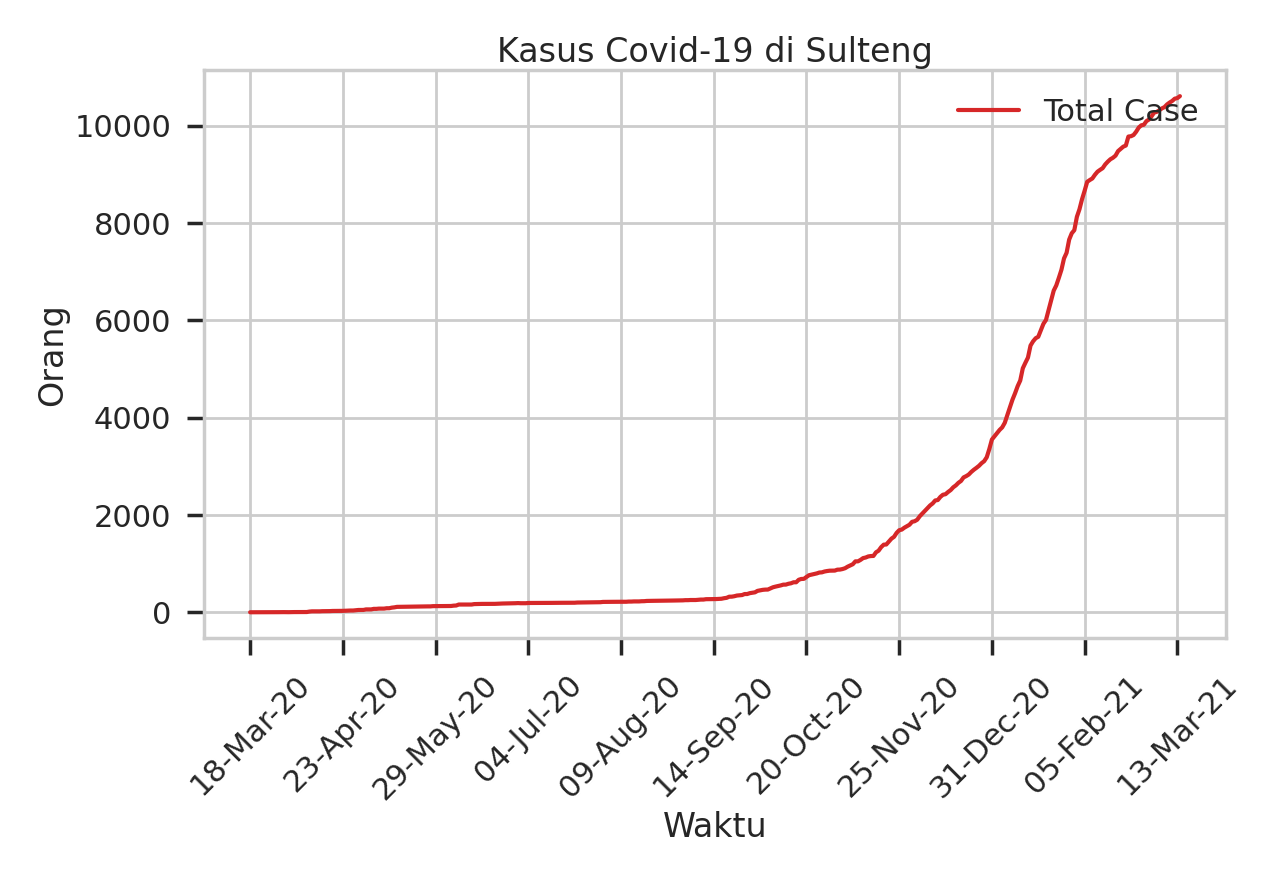 Kasus Covid-19 di Sulteng
Total Case
Orang
10000
8000
6000
4000
2000
0
18-Mar-20
23-Apr-20
29-May-20
04-Jul-20
09-Aug-20
14-Sep-20
20-Oct-20
25-Nov-20
31-Dec-20
05-Feb-21
13-Mar-21
Waktu